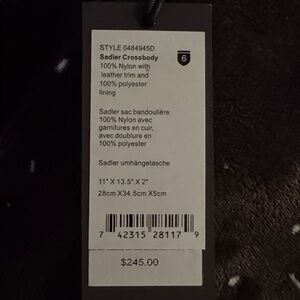 STYLE 0484945D
Sadler Crossbody
100% Nylon with
leather trim and
100% polyester
lining
6
Sadler sac bandoulière
100% Nylon avec
garnitures en cuir,
avec doublure en
100% polyester
Sadler umhängetasche
11" X 13.5" X 2"
28cm X34.5cm X5cm
7 42315 28117 9
$245.00